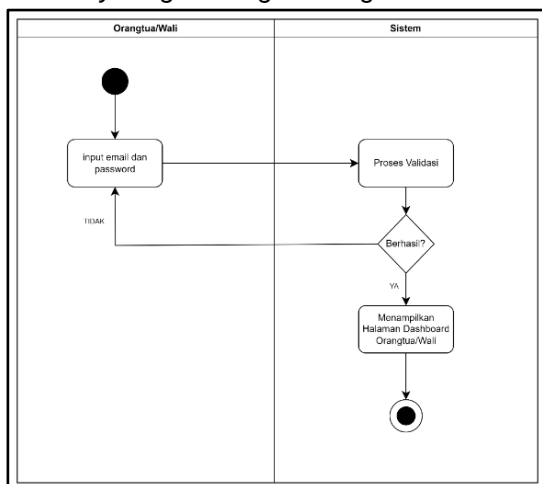 Orangtua/Wali
Sistem
input email dan
password
Proses Validasi
TIDAK
Berhasil?
YA
Menampilkan
Halaman Dashboard
Orangtua/Wali